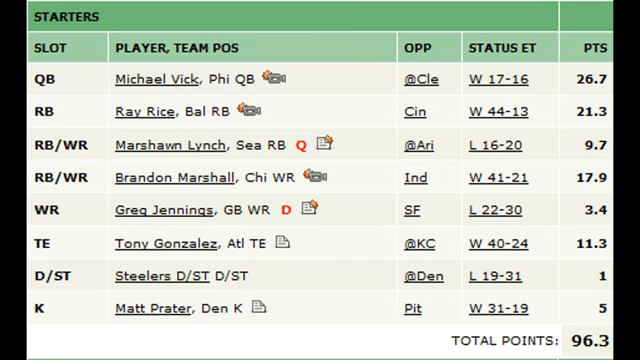 STARTERS
SLOT PLAYER, TEAM POS OPP STATUS ET PTS
QB Michael Vick, Phi QB @Cle W 17-16 26.7
RB Ray Rice, Bal RB Cin W 44-13 21.3
RB/WR Marshawn Lynch, Sea RB Q @Ari L 16-20 9.7
RB/WR Brandon Marshall, Chi WR Ind W 41-21 17.9
WR Greg Jennings, GB WR D SF L 22-30 3.4
TE Tony Gonzalez, Atl TE @KC W 40-24 11.3
D/ST Steelers D/ST D/ST @Den L 19-31 1
K Matt Prater, Den K Pit W 31-19 5
TOTAL POINTS: 96.3